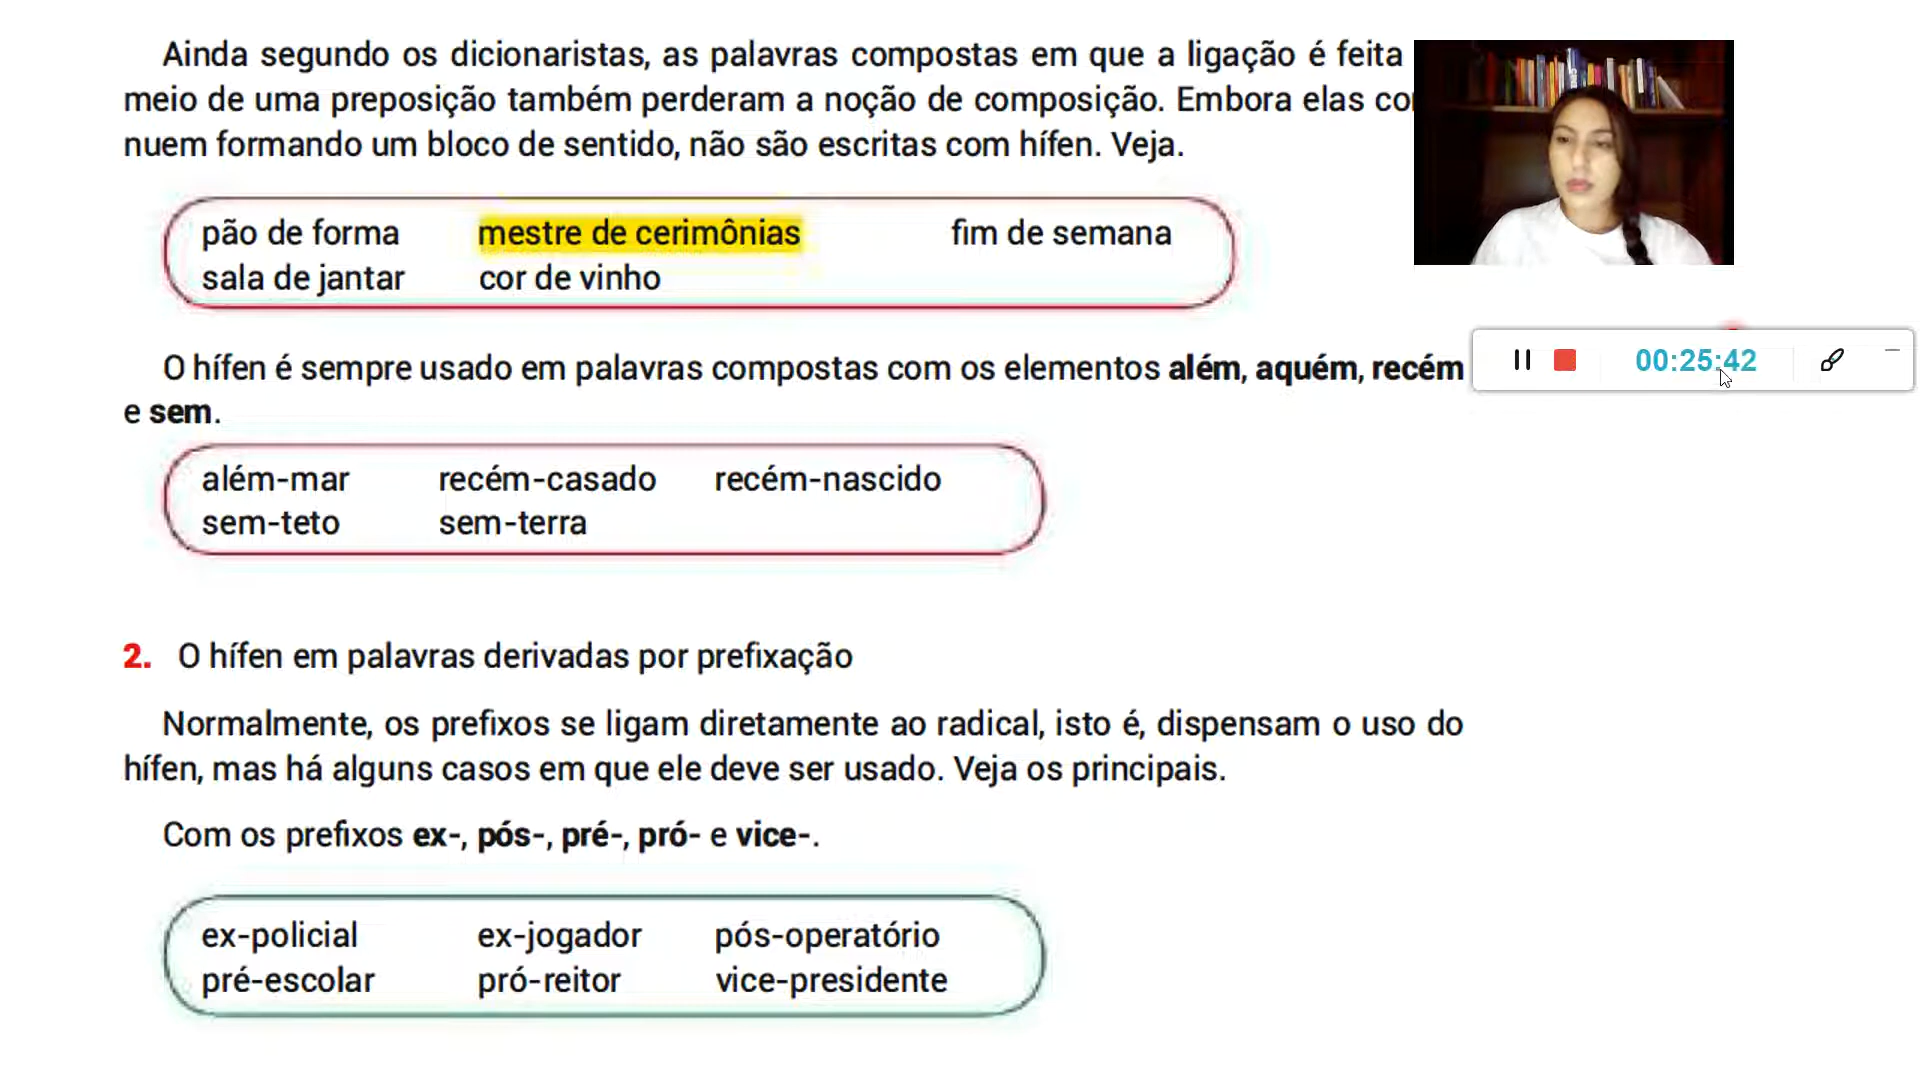 Ainda segundo os dicionaristas, as palavras compostas em que a ligação é feita
meio de uma preposição também perderam a noção de composição. Embora elas con
nuem formando um bloco de sentido, não são escritas com hífen. Veja.
pão de forma mestre de cerimônias fim de semana
sala de jantar cor de vinho
O hífen é sempre usado em palavras compostas com os elementos além, aquém, recém
e sem.
00:25:42
além-mar recém-casado recém-nascido
sem-teto sem-terra
2. O hífen em palavras derivadas por prefixação
Normalmente, os prefixos se ligam diretamente ao radical, isto é, dispensam o uso do
hífen, mas há alguns casos em que ele deve ser usado. Veja os principais.
Com os prefixos ex-, pós-, pré-, pró- e vice-.
ex-policial ex-jogador pós-operatório
pré-escolar pró-reitor vice-presidente